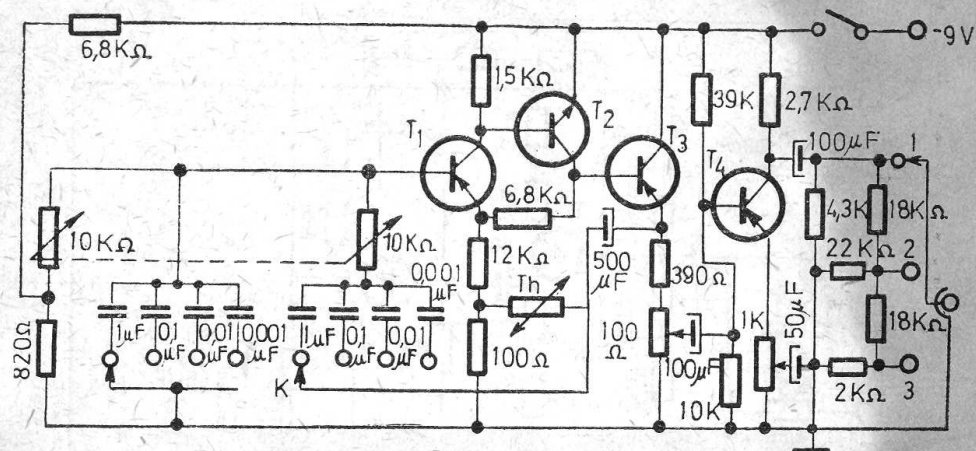 6,8KΩ
-9V
1,5KΩ
39K
2,7KΩ
T1
T2
T3
T4
100μF
1
6,8KΩ
4,3K
18KΩ
10KΩ
10KΩ
12KΩ
500
μF
390Ω
22KΩ
2
0,001
μF
Th
50μF
1μF
0,1
μF
0,01
μF
0,001
μF
1μF
0,1
μF
0,01
μF
820Ω
K
100Ω
100
Ω
100μF
1K
10K
18KΩ
2KΩ
3